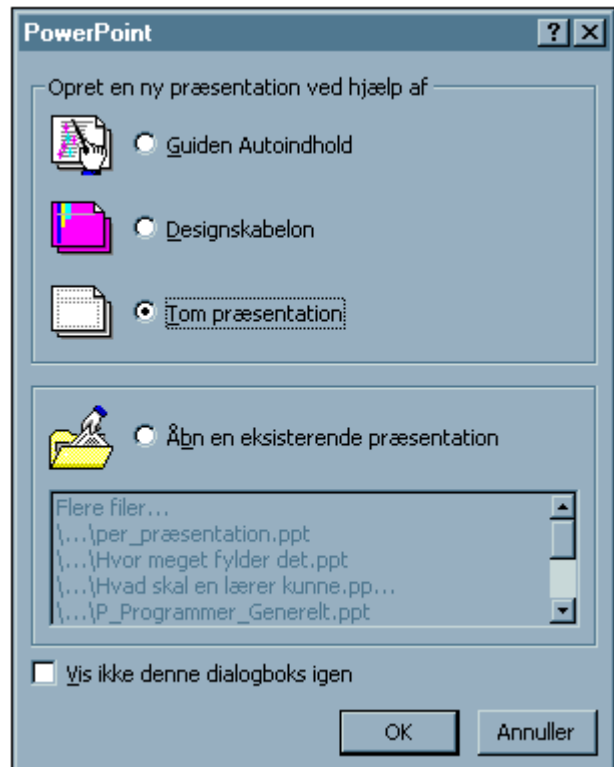 PowerPoint
Opret en ny præsentation ved hjælp af
Guiden Autoindhold
Designskabelon
Tom præsentation
Åbn en eksisterende præsentation
Flere filer...
\...\per_præsentation.ppt
\...\Hvor meget fylder det.ppt
\...\Hvad skal en lærer kunne.pp...
\...\P_Programmer_Generelt.ppt
Vis ikke denne dialogboks igen
OK Annuller